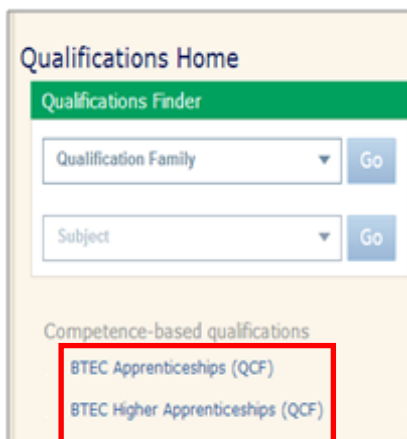 Qualifications Home
Qualifications Finder
Qualification Family
Go
Subject
Go
Competence-based qualifications
BTEC Apprenticeships (QCF)
BTEC Higher Apprenticeships (QCF)